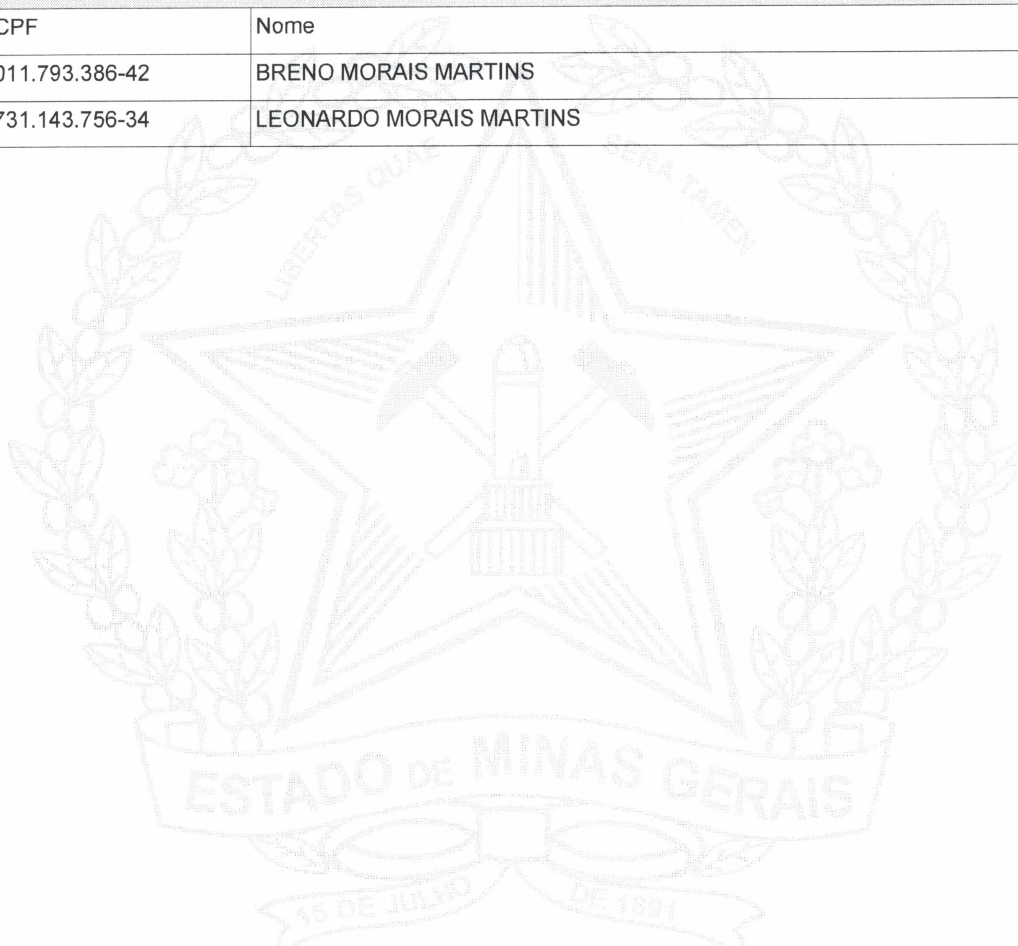 CPF Nome
011.793.386-42 BRENO MORAIS MARTINS
731.143.756-34 LEONARDO MORAIS MARTINS
LIBERTAS QUAE SERA TAMEN
ESTADO DE MINAS GERAIS
15 DE JULHO DE 1891